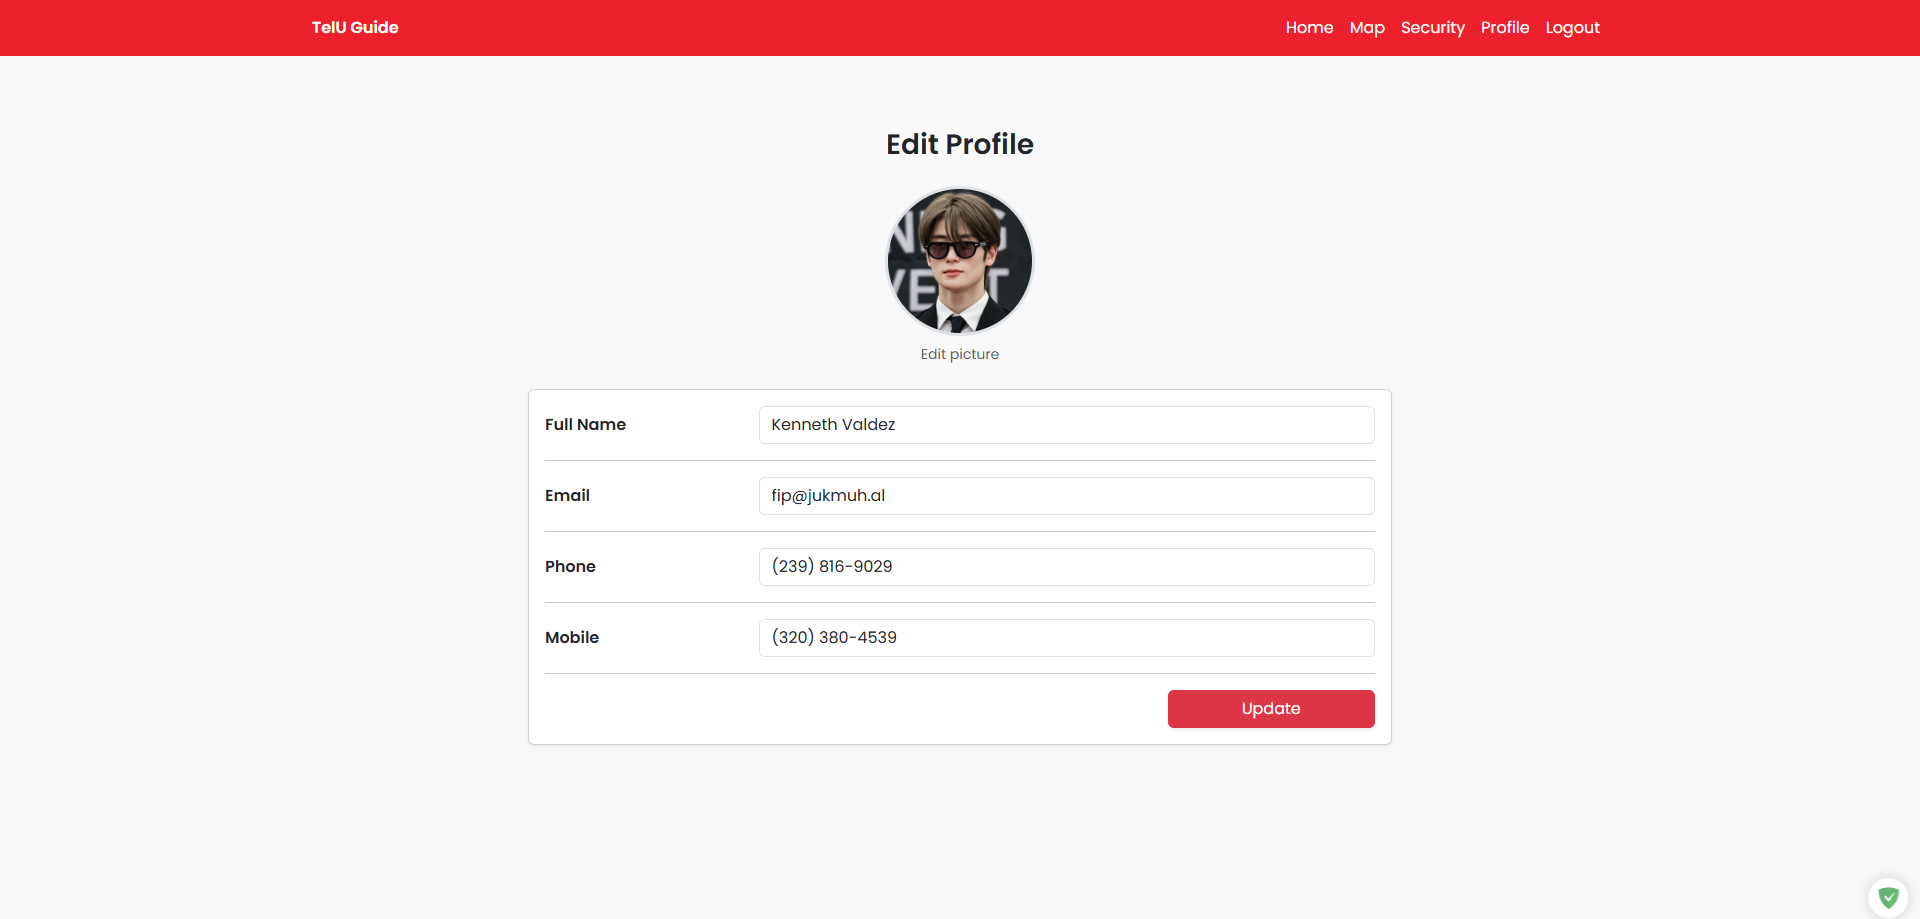 TelU Guide
Home Map Security Profile Logout
Edit Profile
Edit picture
Full Name Kenneth Valdez
Email fip@jukmuh.al
Phone (239) 816-9029
Mobile (320) 380-4539
Update